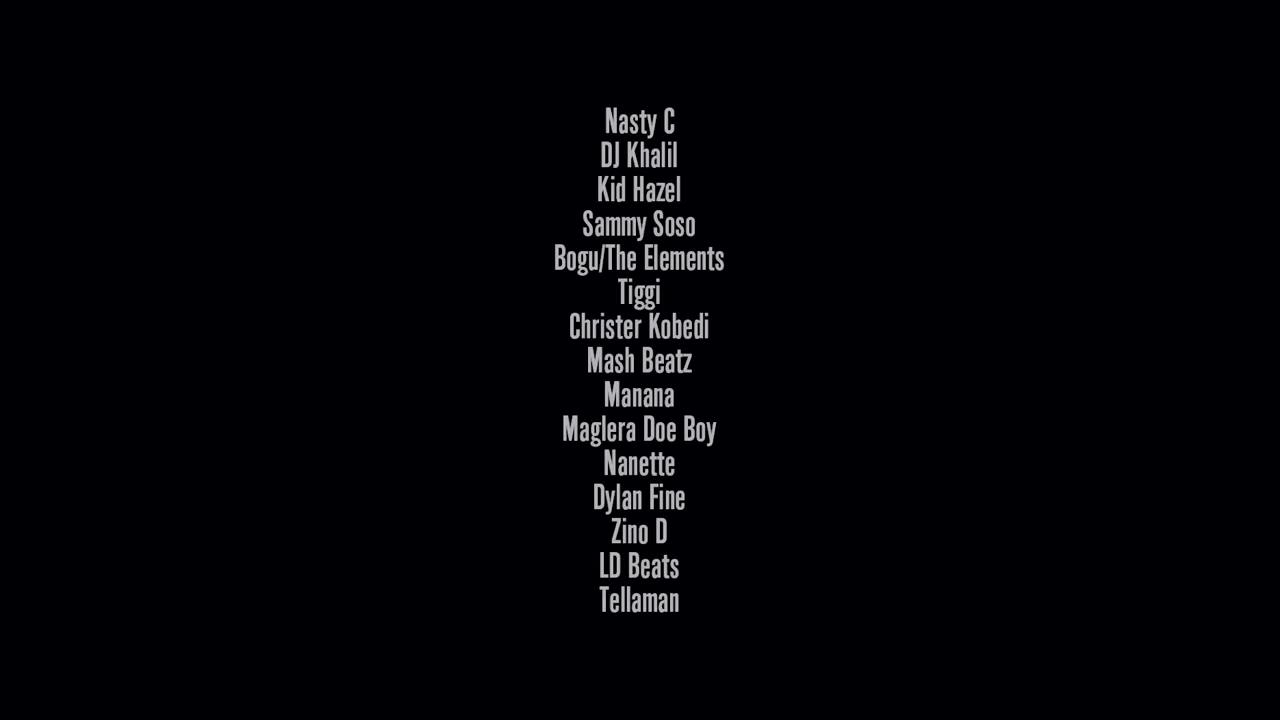 Nasty C
DJ Khalil
Kid Hazel
Sammy Soso
Bogu/The Elements
Tiggi
Christer Kobedi
Mash Beatz
Manana
Maglera Doe Boy
Nanette
Dylan Fine
Zino D
LD Beats
Tellaman